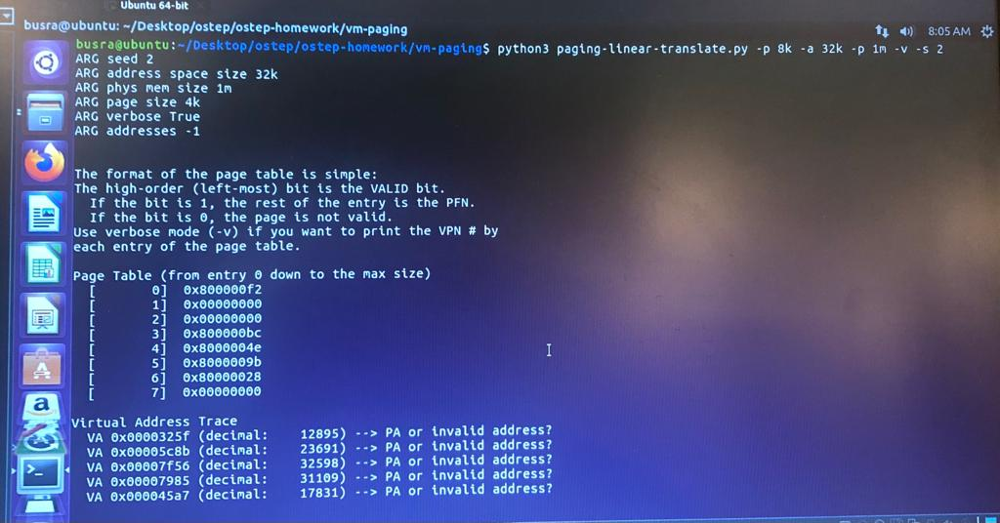 Ubuntu 64-bit
busra@ubuntu: ~/Desktop/ostep/ostep-homework/vm-paging
8:05 AM
busra@ubuntu:~/Desktop/ostep/ostep-homework/vm-paging$ python3 paging-linear-translate.py -p 8k -a 32k -p 1m -v -s 2
ARG seed 2
ARG address space size 32k
ARG phys mem size 1m
ARG page size 4k
ARG verbose True
ARG addresses -1
The format of the page table is simple:
The high-order (left-most) bit is the VALID bit.
If the bit is 1, the rest of the entry is the PFN.
If the bit is 0, the page is not valid.
Use verbose mode (-v) if you want to print the VPN # by
each entry of the page table.
Page Table (from entry 0 down to the max size)
[ 0] 0x800000f2
[ 1] 0x00000000
[ 2] 0x00000000
[ 3] 0x800000bc
[ 4] 0x8000004e
[ 5] 0x8000009b
[ 6] 0x80000028
[ 7] 0x00000000
Virtual Address Trace
VA 0x0000325f (decimal: 12895) --> PA or invalid address?
VA 0x00005c8b (decimal: 23691) --> PA or invalid address?
VA 0x00007f56 (decimal: 32598) --> PA or invalid address?
VA 0x00007985 (decimal: 31109) --> PA or invalid address?
VA 0x000045a7 (decimal: 17831) --> PA or invalid address?